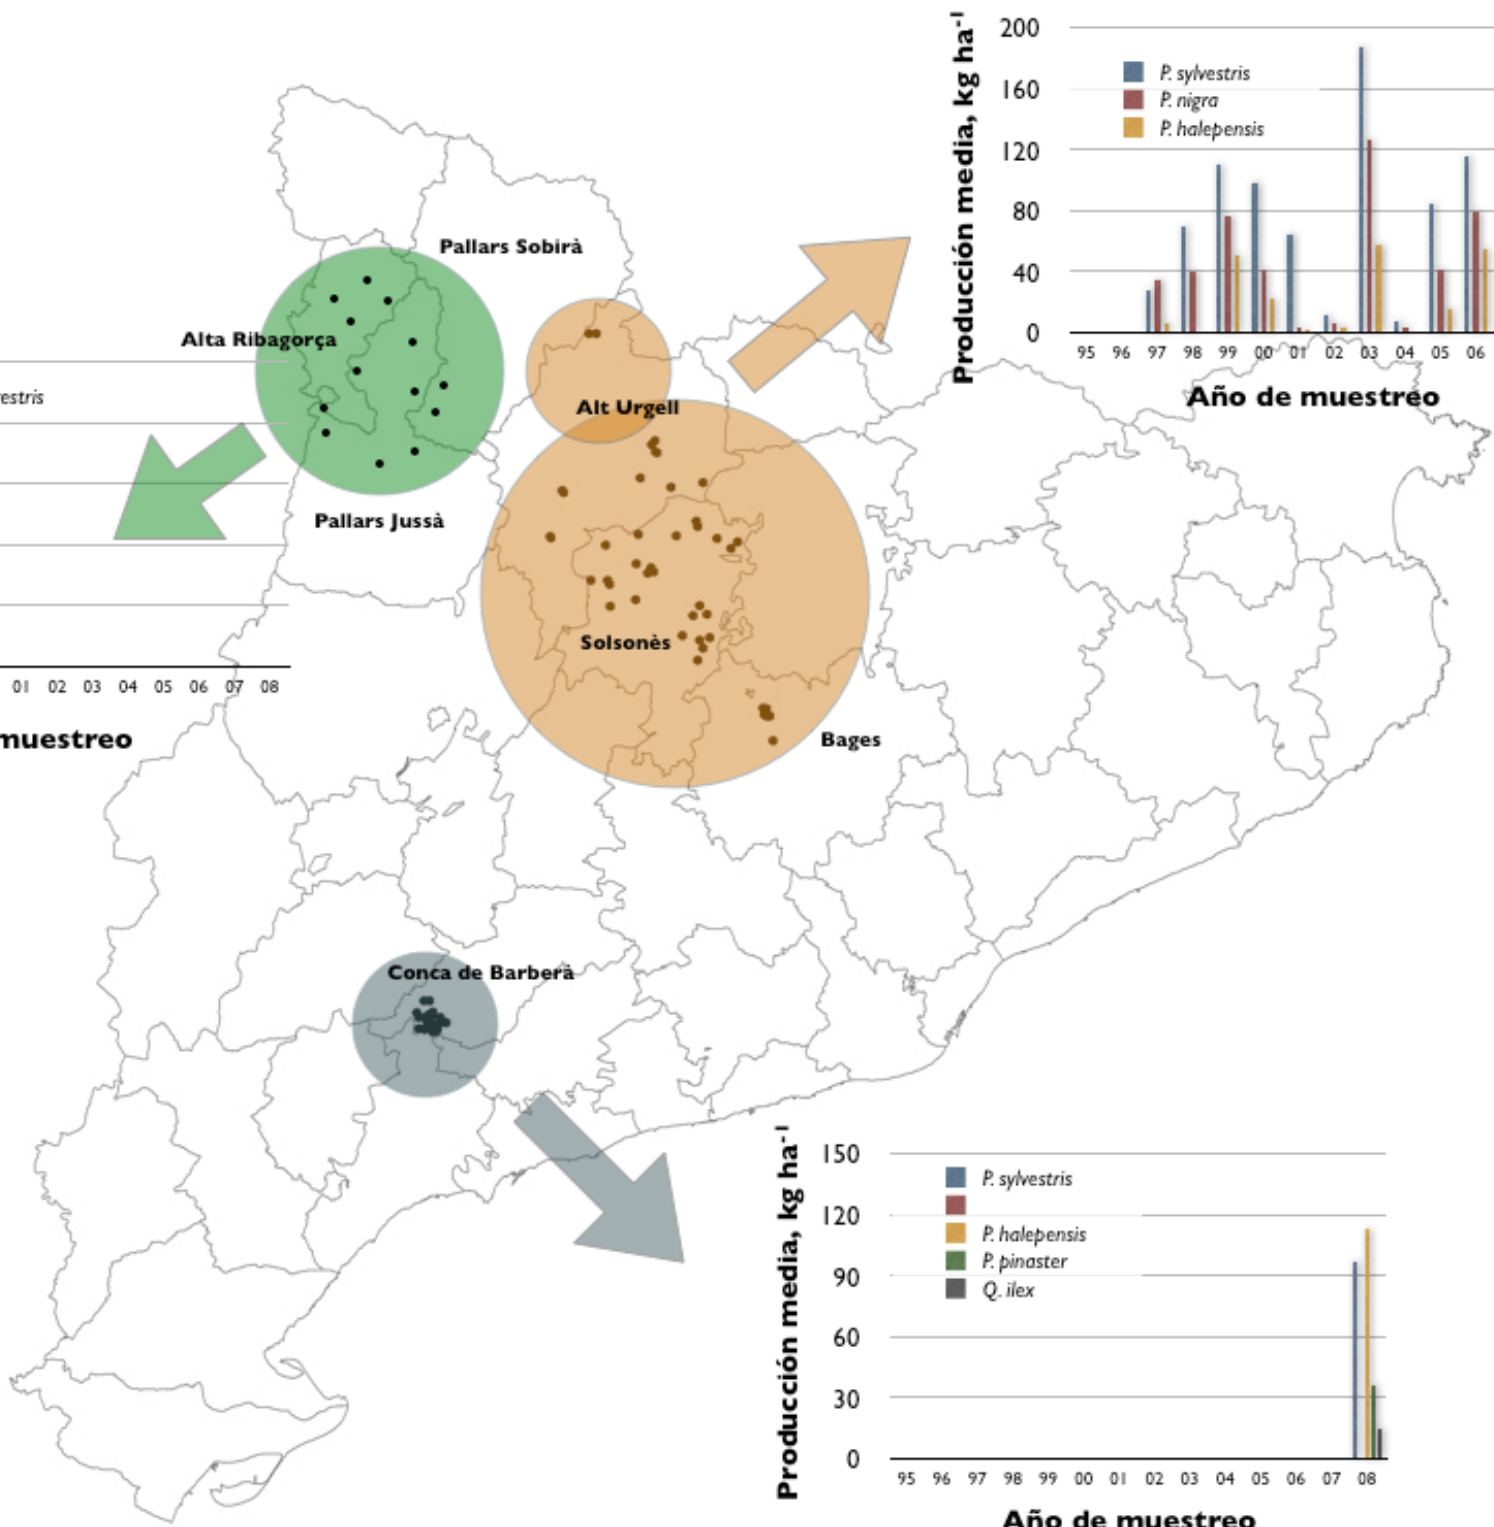 Producción media, kg ha-1
200
160
120
80
40
0
P. sylvestris
P. nigra
P. halepensis
95 96 97 98 99 00 01 02 03 04 05 06
Año de muestreo
Pallars Sobirà
Alta Ribagorça
estris
Alt Urgell
Pallars Jussà
Solsonès
01 02 03 04 05 06 07 08
muestreo
Bages
Conca de Barberà
Producción media, kg ha-1
150
120
90
60
30
0
P. sylvestris
P. halepensis
P. pinaster
Q. ilex
95 96 97 98 99 00 01 02 03 04 05 06 07 08
Año de muestreo